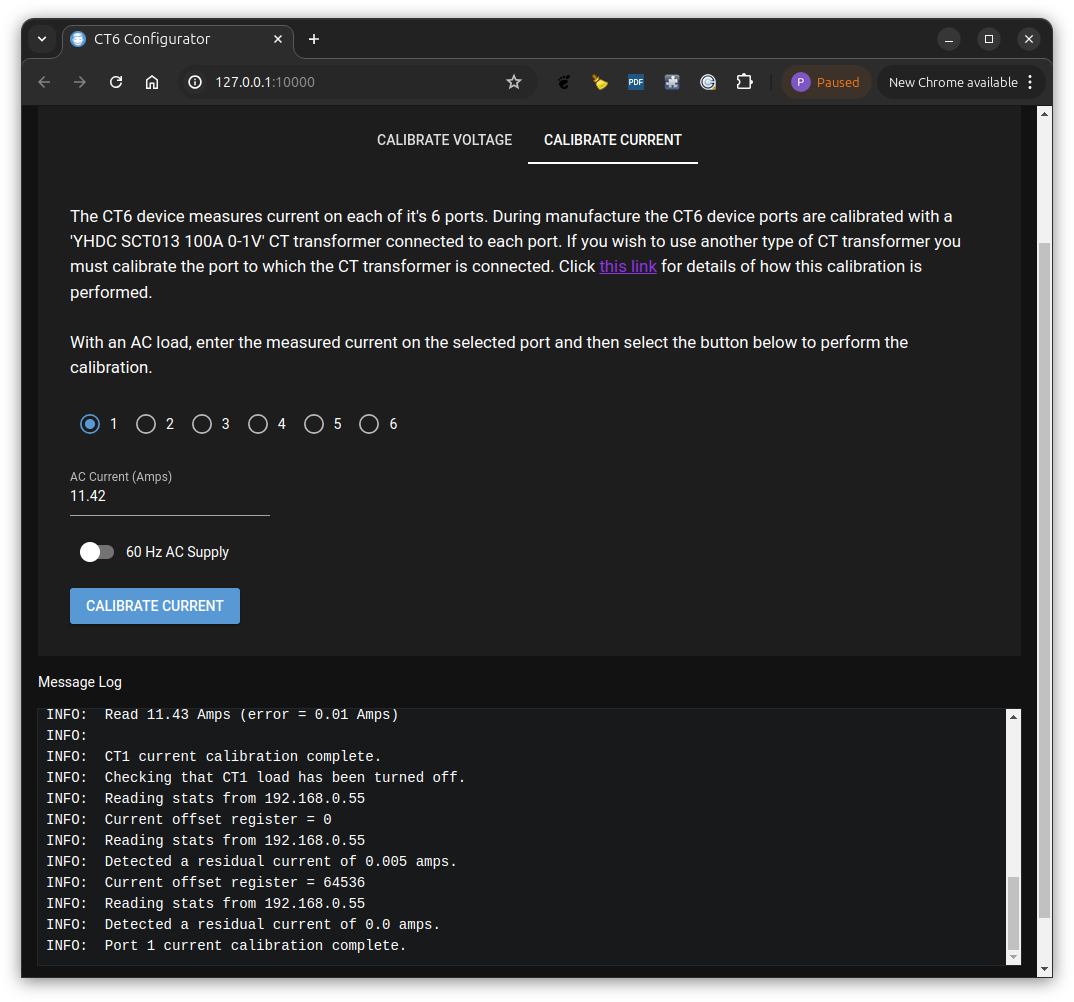 CT6 Configurator
127.0.0.1:10000
PDF
P
Paused
New Chrome available
CALIBRATE VOLTAGE
CALIBRATE CURRENT
The CT6 device measures current on each of it's 6 ports. During manufacture the CT6 device ports are calibrated with a
'YHDC SCT013 100A 0-1V' CT transformer connected to each port. If you wish to use another type of CT transformer you
must calibrate the port to which the CT transformer is connected. Click this link for details of how this calibration is
performed.
With an AC load, enter the measured current on the selected port and then select the button below to perform the
calibration.
1 2 3 4 5 6
AC Current (Amps)
11.42
60 Hz AC Supply
CALIBRATE CURRENT
Message Log
INFO:  Read 11.43 Amps (error = 0.01 Amps)
INFO:
INFO:  CT1 current calibration complete.
INFO:  Checking that CT1 load has been turned off.
INFO:  Reading stats from 192.168.0.55
INFO:  Current offset register = 0
INFO:  Reading stats from 192.168.0.55
INFO:  Detected a residual current of 0.005 amps.
INFO:  Current offset register = 64536
INFO:  Reading stats from 192.168.0.55
INFO:  Detected a residual current of 0.0 amps.
INFO:  Port 1 current calibration complete.